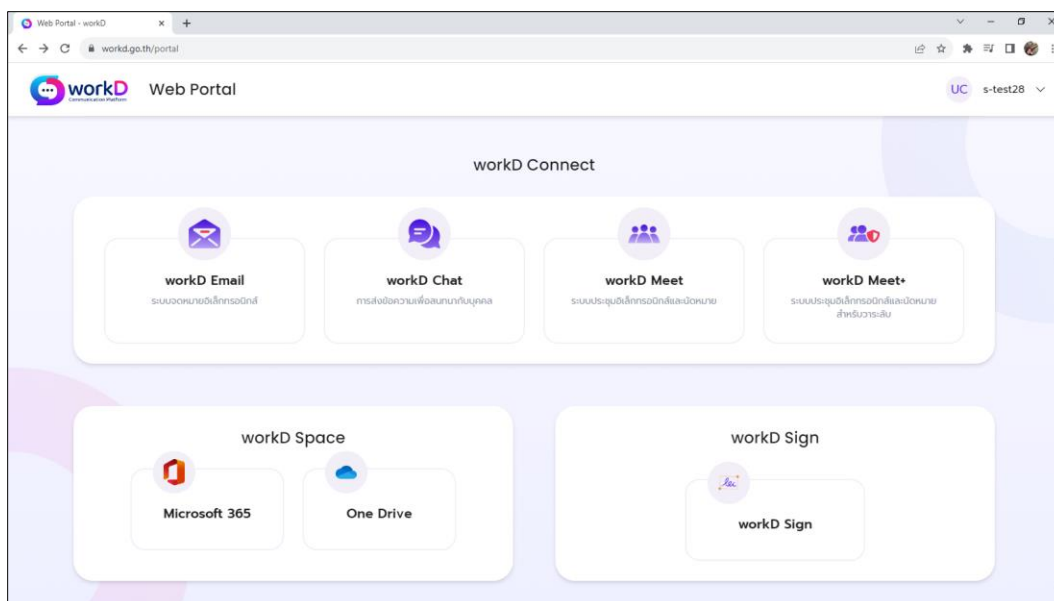 Web Portal - workD
workd.go.th/portal
workD
Communication Platform
Web Portal
UC
s-test28
workD Connect
workD Email
ระบบจดหมายอิเล็กทรอนิกส์
workD Chat
การส่งข้อความเพื่อสนทนากับบุคคล
workD Meet
ระบบประชุมอิเล็กทรอนิกส์และนัดหมาย
workD Meet+
ระบบประชุมอิเล็กทรอนิกส์และนัดหมาย
สำหรับวาระลับ
workD Space
Microsoft 365
One Drive
workD Sign
workD Sign